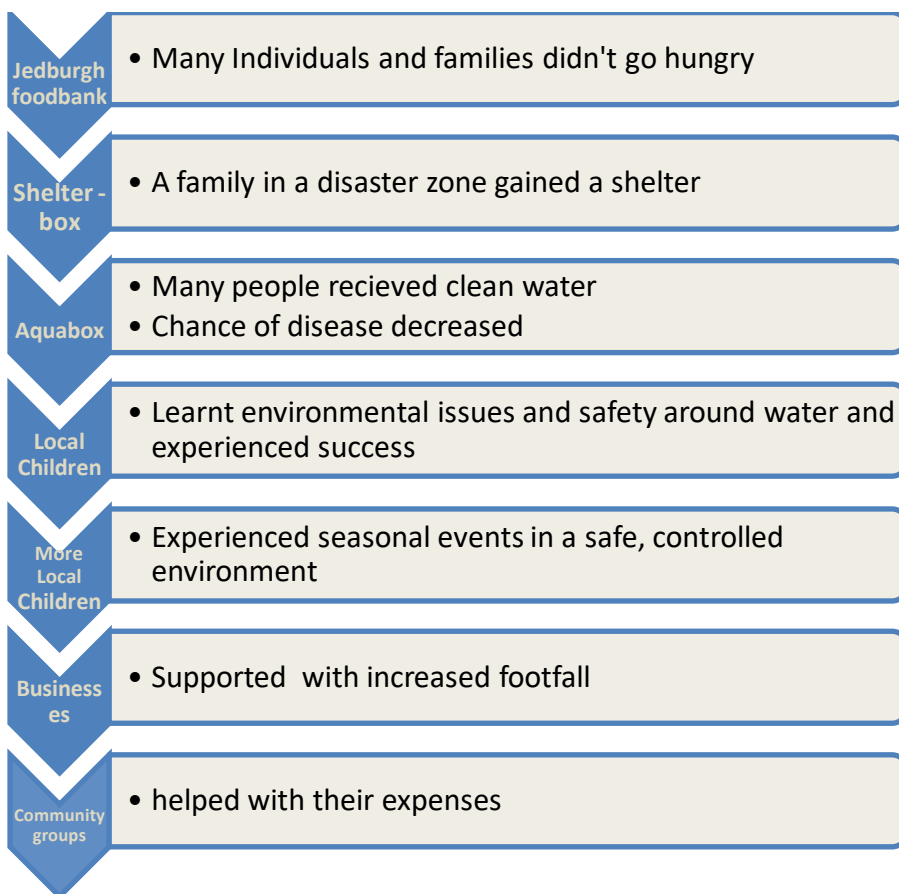 Jedburgh
foodbank
• Many Individuals and families didn't go hungry
Shelter -
box
• A family in a disaster zone gained a shelter
Aquabox
• Many people recieved clean water
• Chance of disease decreased
Local
Children
• Learnt environmental issues and safety around water and
experienced success
More
Local
Children
• Experienced seasonal events in a safe, controlled
environment
Business
es
• Supported  with increased footfall
Community
groups
• helped with their expenses